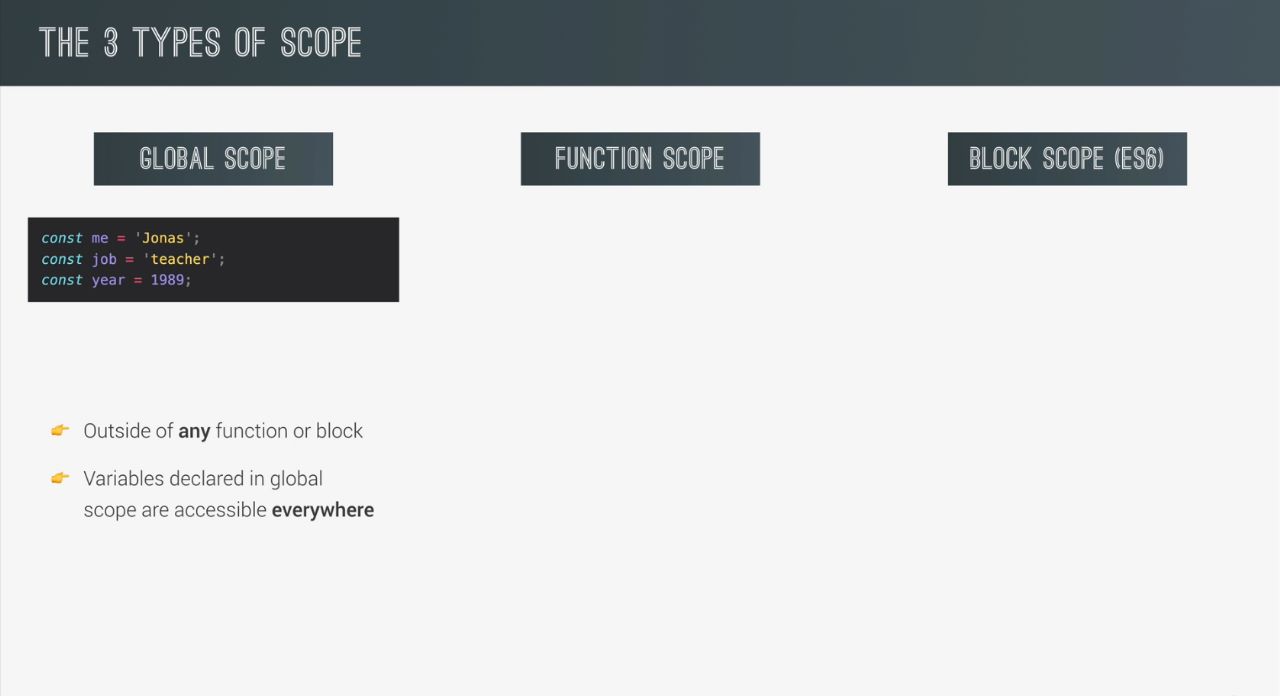 THE 3 TYPES OF SCOPE
GLOBAL SCOPE
const me = 'Jonas';
const job = 'teacher';
const year = 1989;
👉 Outside of any function or block
👉 Variables declared in global
scope are accessible everywhere
FUNCTION SCOPE
BLOCK SCOPE (ES6)